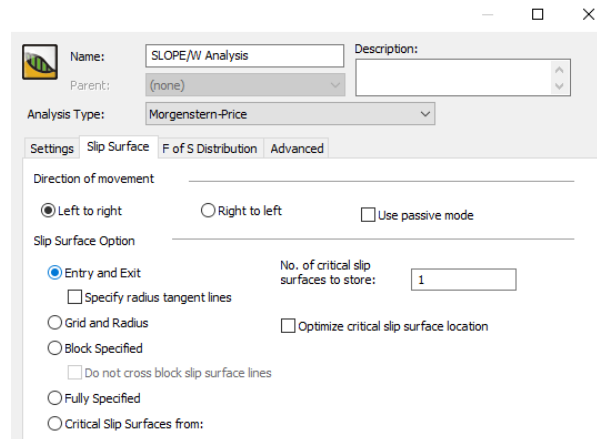 Name:
SLOPE/W Analysis
Description:
Parent:
(none)
Analysis Type:
Morgenstern-Price
Settings
Slip Surface
F of S Distribution
Advanced
Direction of movement
Left to right
Right to left
Use passive mode
Slip Surface Option
Entry and Exit
Specify radius tangent lines
No. of critical slip
surfaces to store:
1
Grid and Radius
Optimize critical slip surface location
Block Specified
Do not cross block slip surface lines
Fully Specified
Critical Slip Surfaces from: